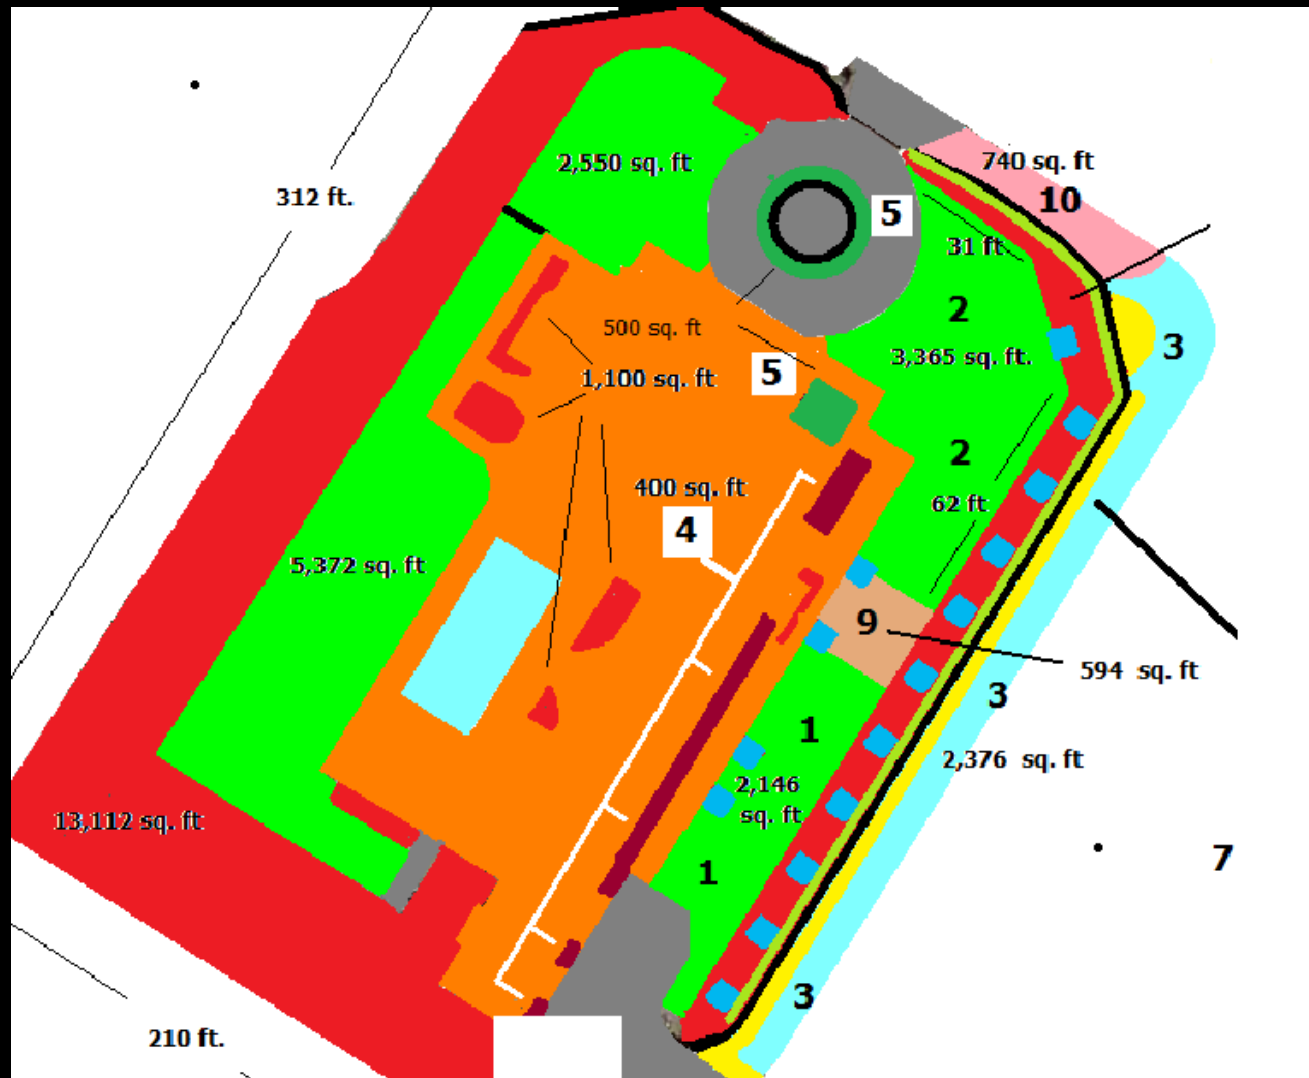 740 sq. ft
2,550 sq. ft
10
312 ft.
5
31 ft.
2
500 sq. ft
3
3,365 sq. ft.
5
1,100 sq. ft
2
400 sq. ft
62 ft
4
5,372 sq. ft
9
594 sq. ft
3
1
2,376 sq. ft
2,146
sq. ft
13,112 sq. ft
7
1
3
210 ft.